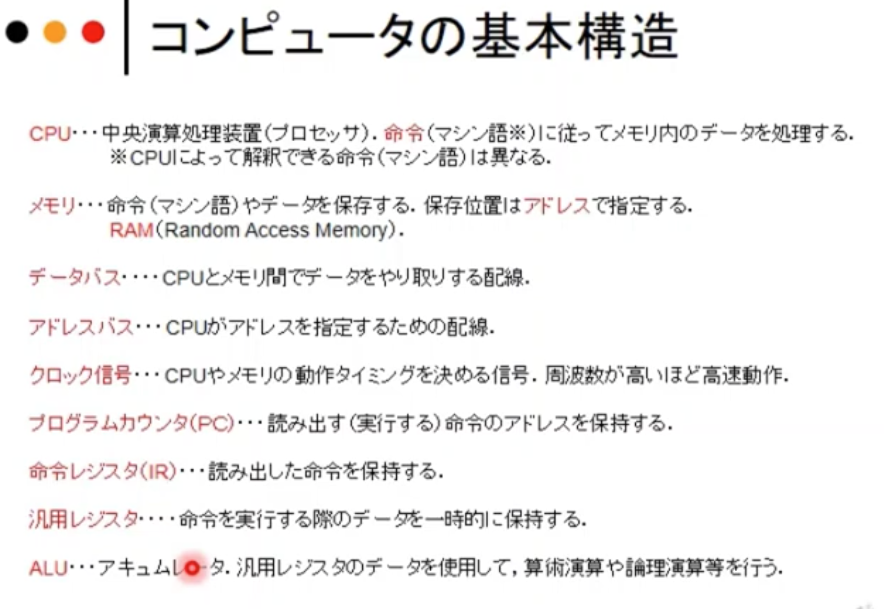 コンピュータの基本構造
CPU・・・中央演算処理装置(プロセッサ). 命令(マシン語※)に従ってメモリ内のデータを処理する.
※CPUによって解釈できる命令(マシン語)は異なる.
メモリ・・・命令(マシン語)やデータを保存する. 保存位置はアドレスで指定する.
RAM(Random Access Memory).
データバス・・・・CPUとメモリ間でデータをやり取りする配線.
アドレスバス・・・CPUがアドレスを指定するための配線.
クロック信号・・・CPUやメモリの動作タイミングを決める信号. 周波数が高いほど高速動作.
プログラムカウンタ(PC)・・・読み出す(実行する)命令のアドレスを保持する.
命令レジスタ(IR)・・・読み出した命令を保持する.
汎用レジスタ・・・・命令を実行する際のデータを一時的に保持する.
ALU・・・アキュムレータ. 汎用レジスタのデータを使用して, 算術演算や論理演算等を行う.